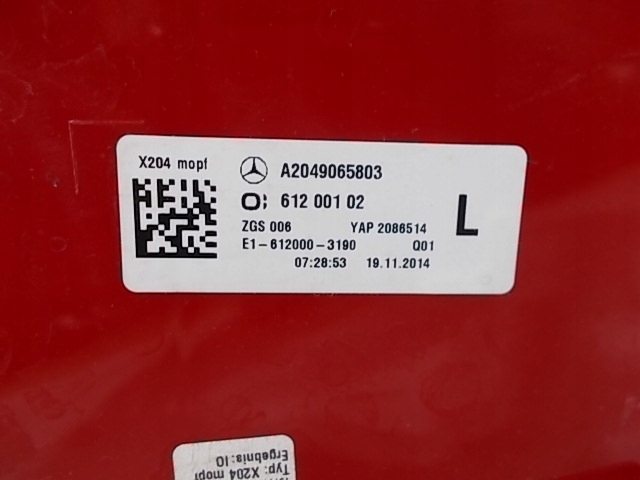 X204 mopf
A2049065803
612 001 02
ZGS 006 YAP 2086514
L
E1-612000-3190 Q01
07:28:53 19.11.2014
Typ: X204 mopf
Ergebnis: IO